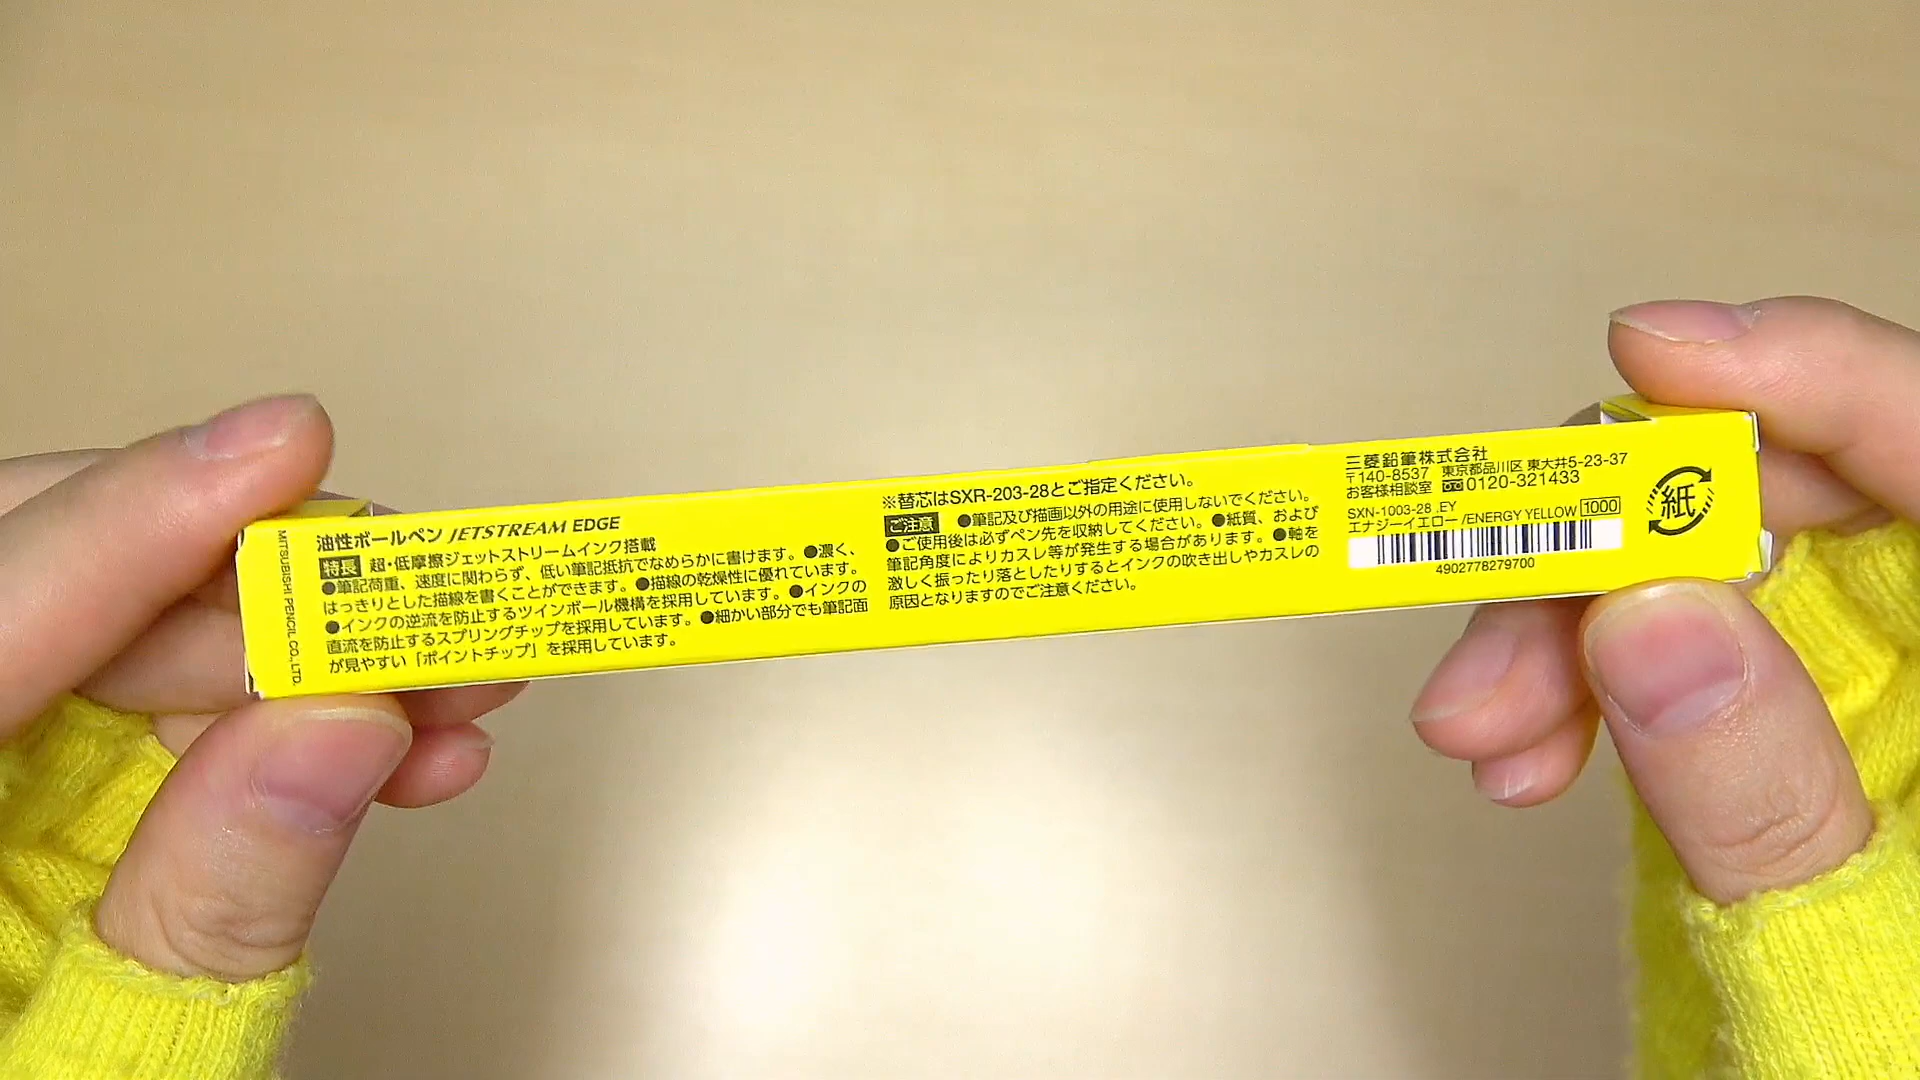 MITSUBISHI PENCIL CO., LTD.
油性ボールペン JETSTREAM EDGE
特長 超・低摩擦ジェットストリームインク搭載
●筆記荷重、速度に関わらず、低い筆記抵抗でなめらかに書けます。●濃く、
はっきりとした描線を書くことができます。●描線の乾燥性に優れています。
●インクの逆流を防止するツインボール機構を採用しています。●インクの
直流を防止するスプリングチップを採用しています。●細かい部分でも筆記面
が見やすい「ポイントチップ」を採用しています。
※替芯はSXR-203-28とご指定ください。
ご注意 ●筆記及び描画以外の用途に使用しないでください。
●ご使用後は必ずペン先を収納してください。●紙質、および
筆記角度によりカスレ等が発生する場合があります。●軸を
激しく振ったり落としたりするとインクの吹き出しやカスレの
原因となりますのでご注意ください。
三菱鉛筆株式会社
〒140-8537 東京都品川区 東大井5-23-37
お客様相談室 0120-321433
SXN-1003-28 .EY
エナジーイエロー/ENERGY YELLOW 1000
4902778279700
紙